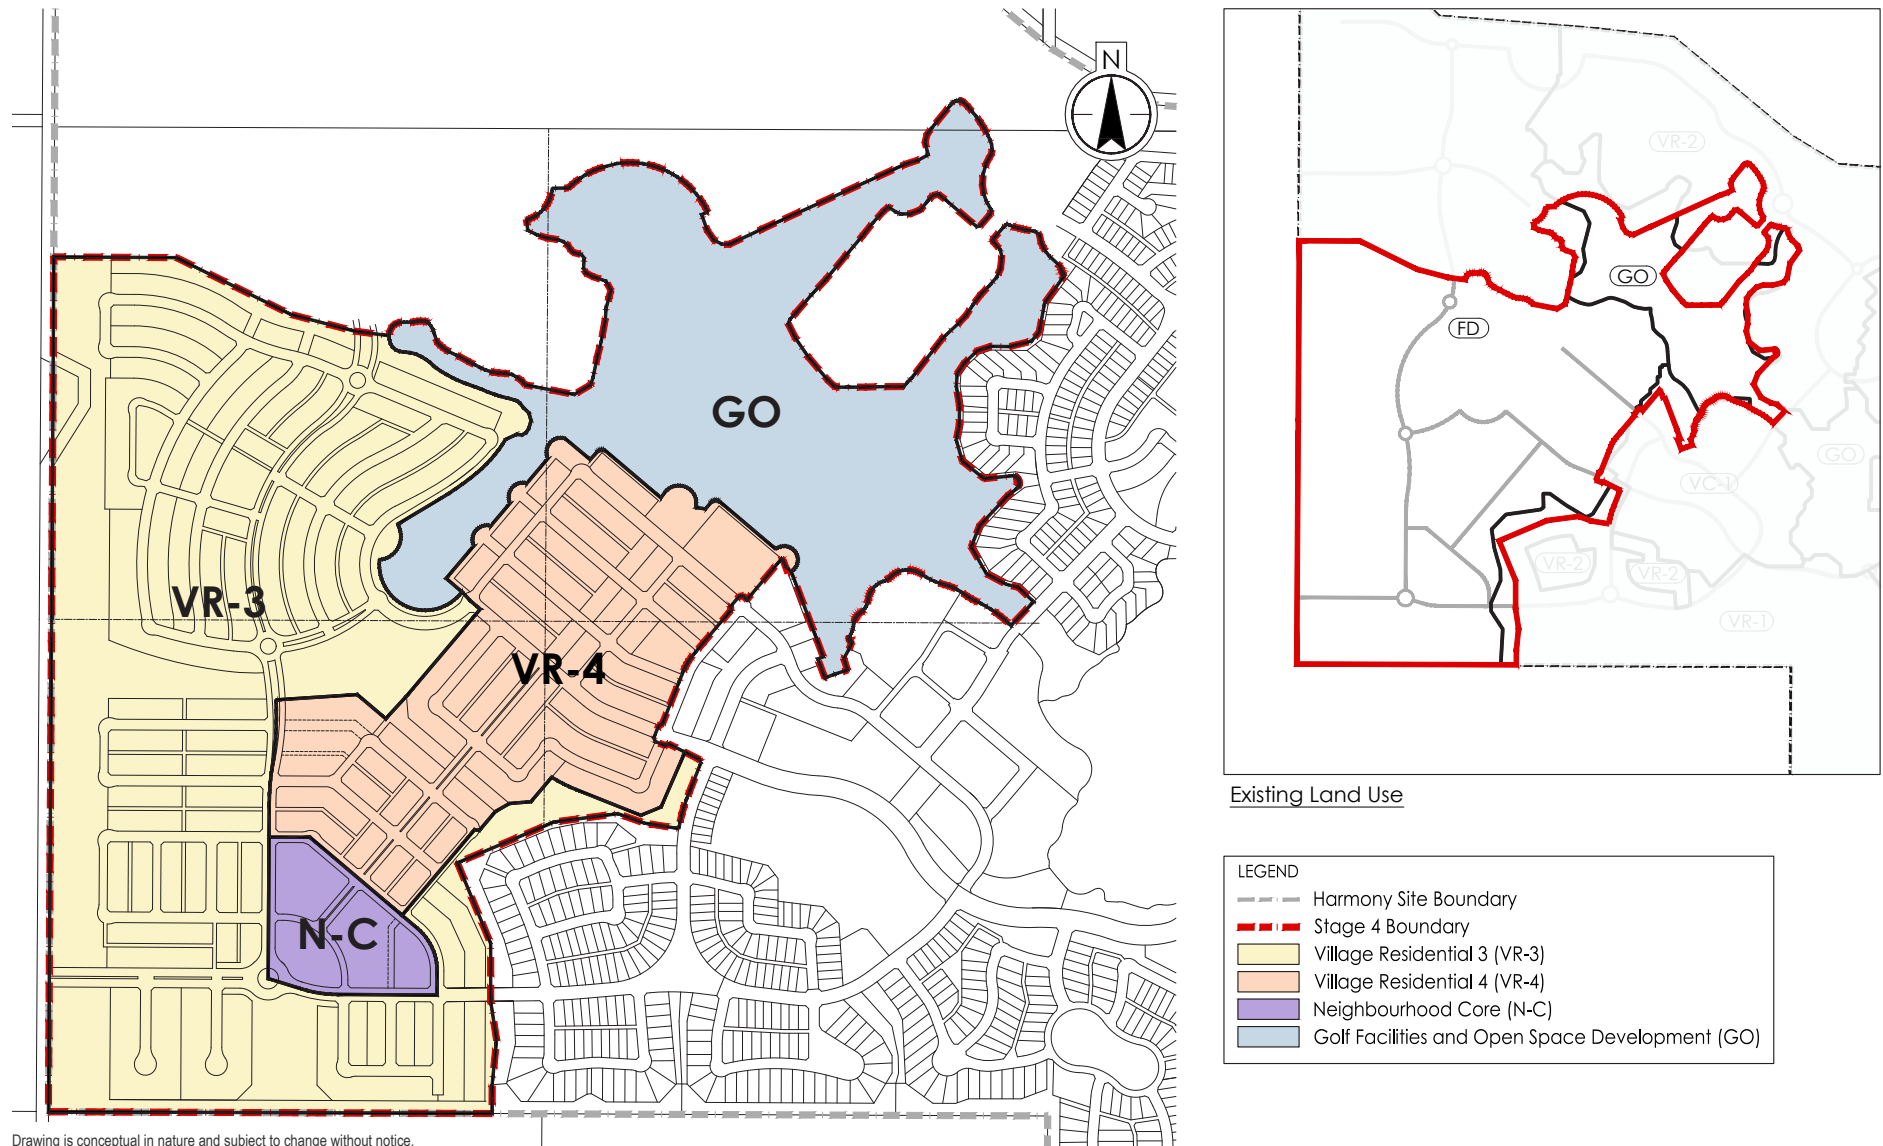 N
GO
VR-3
VR-4
N-C
Drawing is conceptual in nature and subject to change without notice.
VR-2
GO
FD
GO
VC-1
VR-2
VR-2
VR-1
Existing Land Use
LEGEND
Harmony Site Boundary
Stage 4 Boundary
Village Residential 3 (VR-3)
Village Residential 4 (VR-4)
Neighbourhood Core (N-C)
Golf Facilities and Open Space Development (GO)